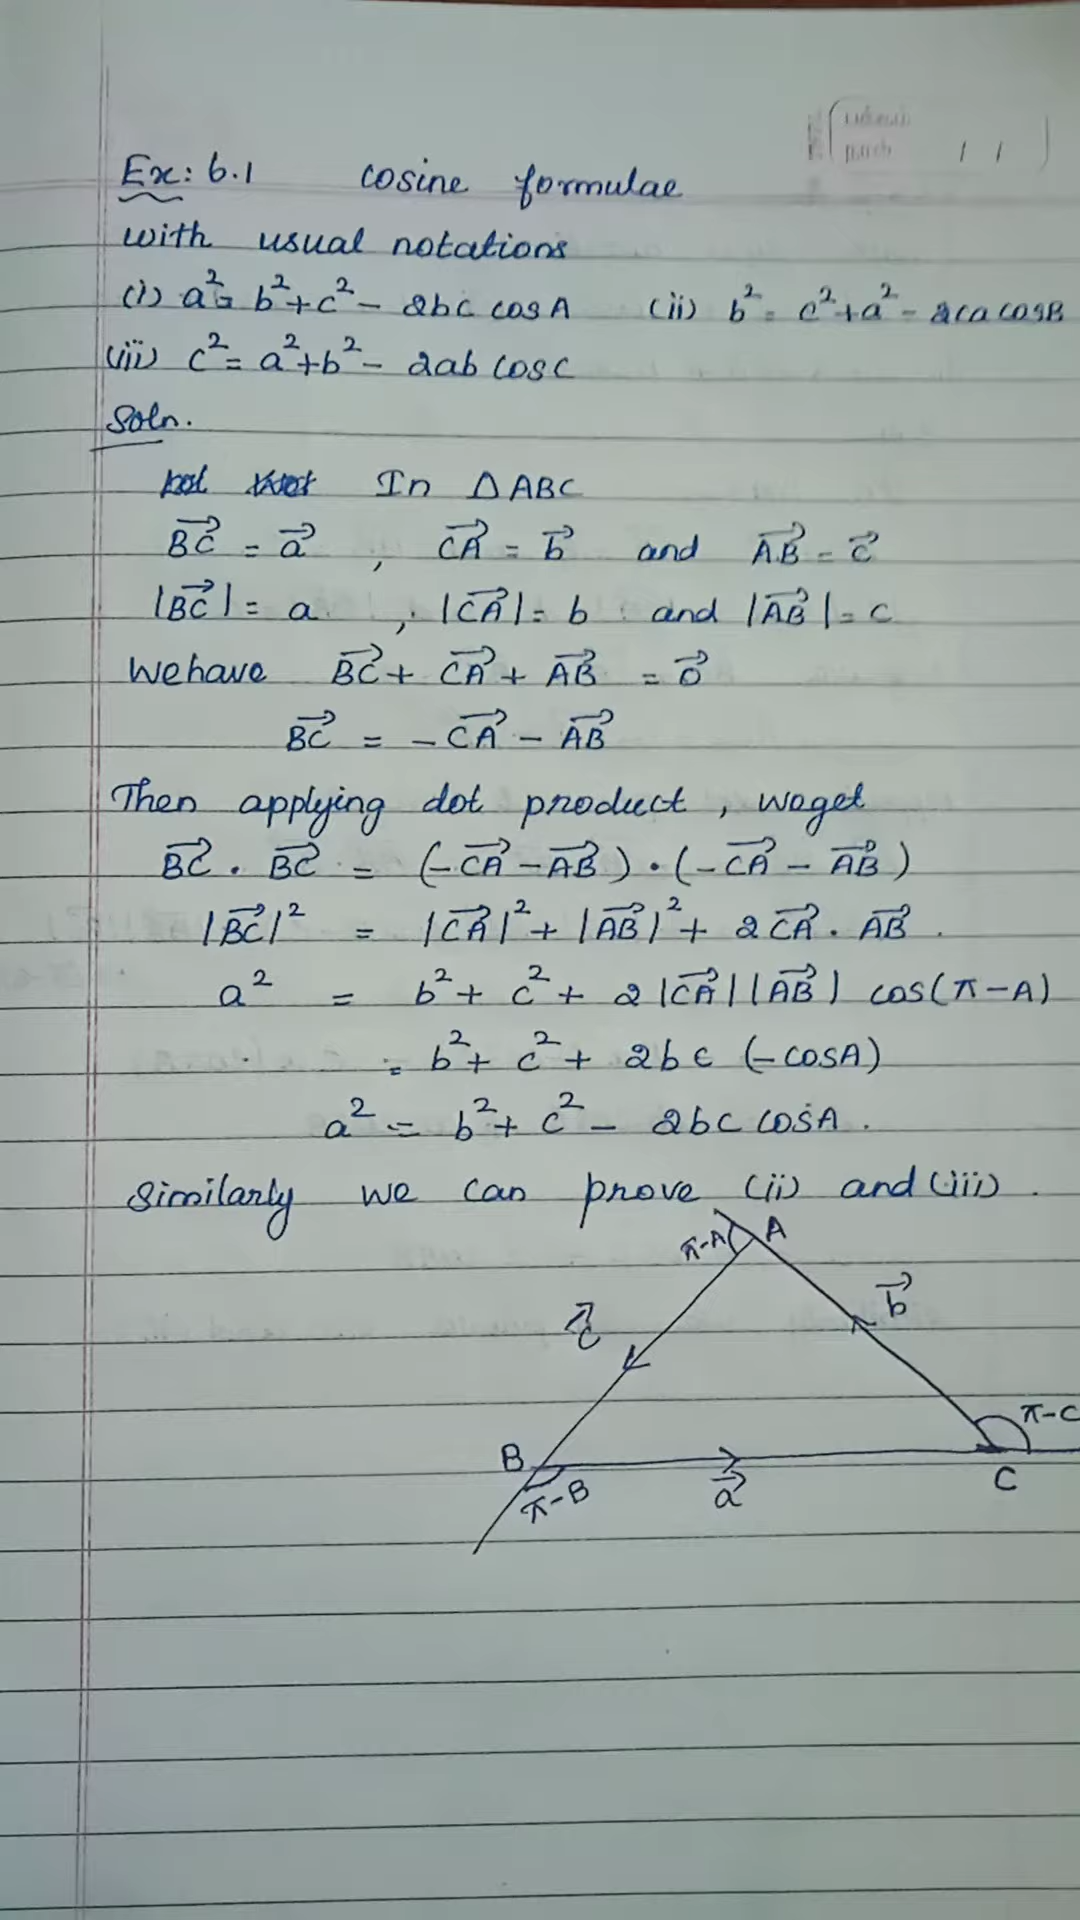 Ex: 6.1 cosine formulae
with usual notations
(i) a² = b² + c² - 2bc cosA (ii) b² = c² + a² - 2ca cosB
(iii) c² = a² + b² - 2ab cosC
Soln.
In △ABC
BC⃗ = a⃗ , CA⃗ = b⃗ and AB⃗ = c⃗
|BC⃗| = a , |CA⃗| = b and |AB⃗| = c
We have BC⃗ + CA⃗ + AB⃗ = 0⃗
BC⃗ = -CA⃗ - AB⃗
Then applying dot product, we get
BC⃗ . BC⃗ = (-CA⃗ - AB⃗) . (-CA⃗ - AB⃗)
|BC⃗|² = |CA⃗|² + |AB⃗|² + 2 CA⃗ . AB⃗ .
a² = b² + c² + 2 |CA⃗| |AB⃗| cos(π-A)
= b² + c² + 2bc (-cosA)
a² = b² + c² - 2bc cosA .
Similarly we can prove (ii) and (iii) .
π-A A
c⃗ b⃗
π-C
B C
π-B a⃗